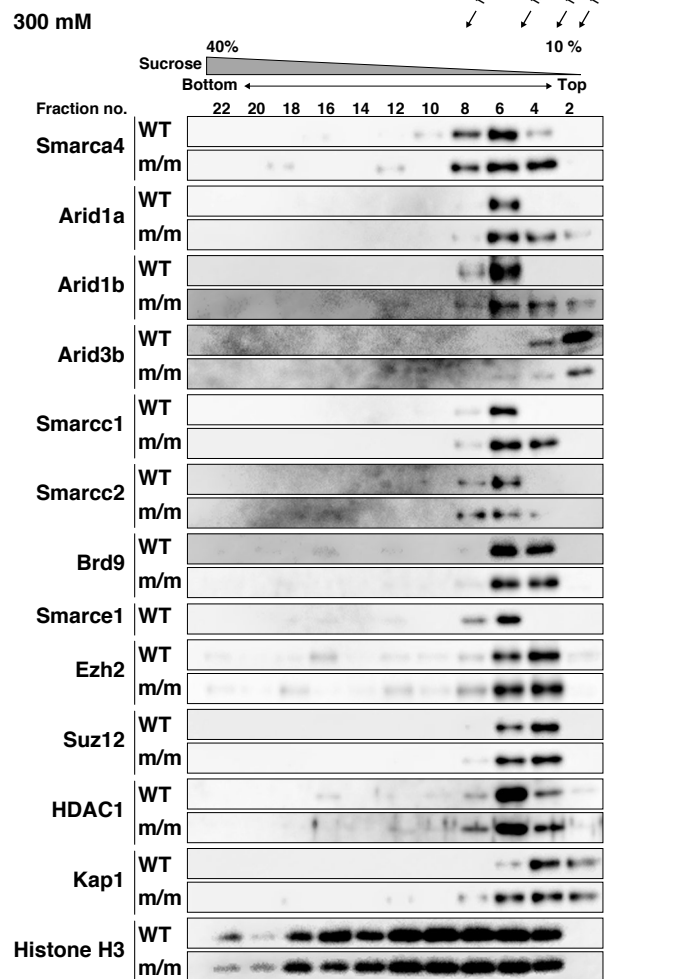 300 mM
40%
10 %
Sucrose
Bottom
Top
Fraction no. 22 20 18 16 14 12 10 8 6 4 2
Smarca4
WT
m/m
Arid1a
WT
m/m
Arid1b
WT
m/m
Arid3b
WT
m/m
Smarcc1
WT
m/m
Smarcc2
WT
m/m
Brd9
WT
m/m
Smarce1 WT
Ezh2
WT
m/m
Suz12
WT
m/m
HDAC1
WT
m/m
Kap1
WT
m/m
Histone H3
WT
m/m